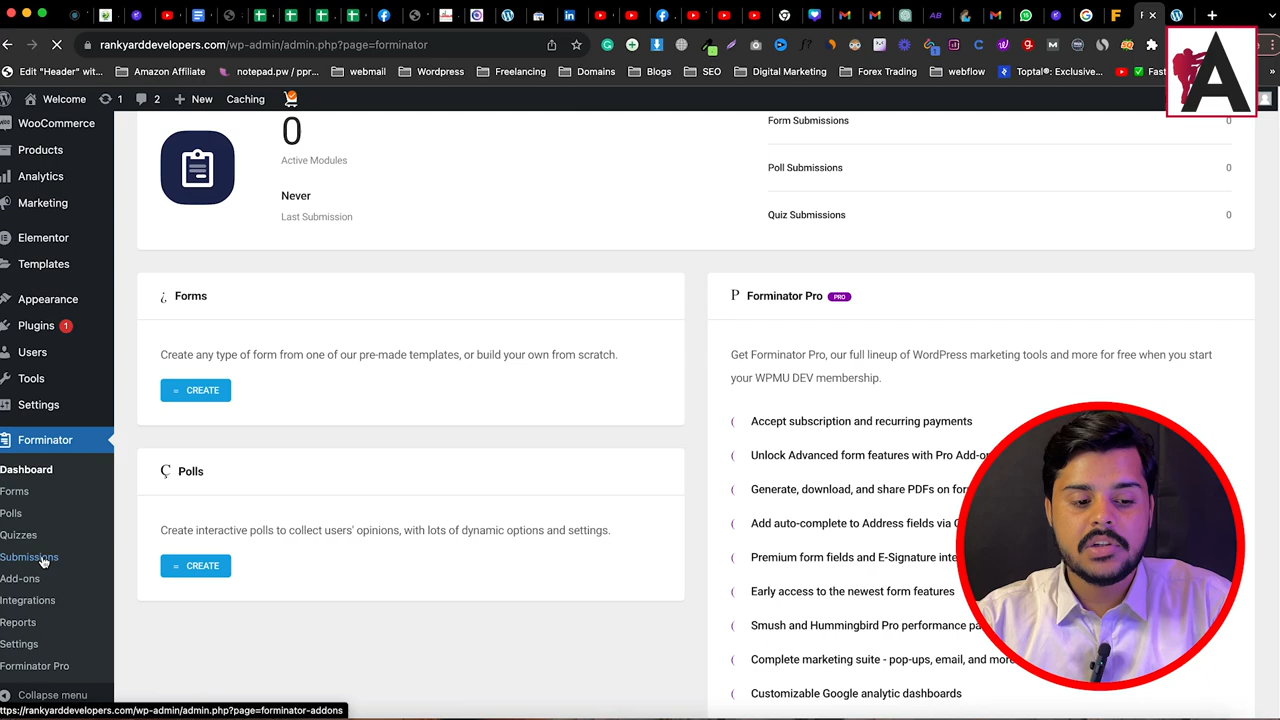 rankyarddevelopers.com/wp-admin/admin.php?page=forminator
Edit "Header" wit...
Amazon Affiliate
notepad.pw / ppr...
webmail
Wordpress
Freelancing
Domains
Blogs
SEO
Digital Marketing
Forex Trading
webflow
Toptal®: Exclusive...
Welcome
1
2
New
Caching
A
WooCommerce
Products
Analytics
Marketing
Elementor
Templates
Appearance
Plugins 1
Users
Tools
Settings
Forminator
Dashboard
Forms
Polls
Quizzes
Submissions
Add-ons
Integrations
Reports
Settings
Forminator Pro
Collapse menu
0
Active Modules
Never
Last Submission
Form Submissions 0
Poll Submissions 0
Quiz Submissions 0
¿ Forms
Create any type of form from one of our pre-made templates, or build your own from scratch.
= CREATE
Ç Polls
Create interactive polls to collect users' opinions, with lots of dynamic options and settings.
= CREATE
P Forminator Pro PRO
Get Forminator Pro, our full lineup of WordPress marketing tools and more for free when you start
your WPMU DEV membership.
( Accept subscription and recurring payments
( Unlock Advanced form features with Pro Add-on
( Generate, download, and share PDFs on for
( Add auto-complete to Address fields via
( Premium form fields and E-Signature inte
( Early access to the newest form features
( Smush and Hummingbird Pro performance pa
( Complete marketing suite - pop-ups, email, and more
( Customizable Google analytic dashboards
ttps://rankyarddevelopers.com/wp-admin/admin.php?page=forminator-addons